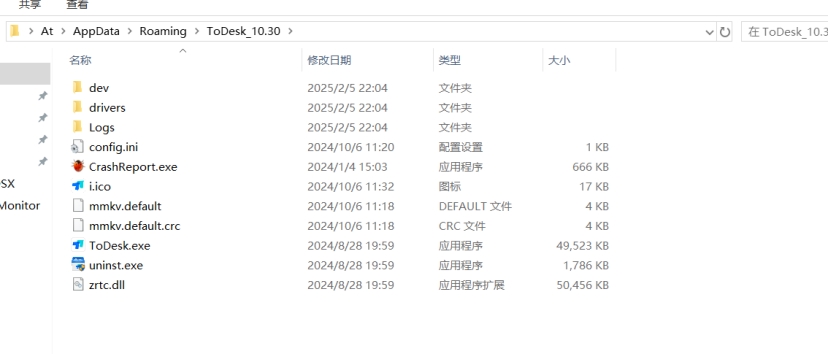 共享 查看
At AppData Roaming ToDesk_10.30 在 ToDesk_10.3
名称 修改日期 类型 大小
dev 2025/2/5 22:04 文件夹
drivers 2025/2/5 22:04 文件夹
Logs 2025/2/5 22:04 文件夹
config.ini 2024/10/6 11:20 配置设置 1 KB
CrashReport.exe 2024/1/4 15:03 应用程序 666 KB
i.ico 2024/10/6 11:32 图标 17 KB
SX
mmkv.default 2024/10/6 11:18 DEFAULT 文件 4 KB
Monitor
mmkv.default.crc 2024/10/6 11:18 CRC 文件 4 KB
ToDesk.exe 2024/8/28 19:59 应用程序 49,523 KB
uninst.exe 2024/8/28 19:59 应用程序 1,786 KB
zrtc.dll 2024/8/28 19:59 应用程序扩展 50,456 KB